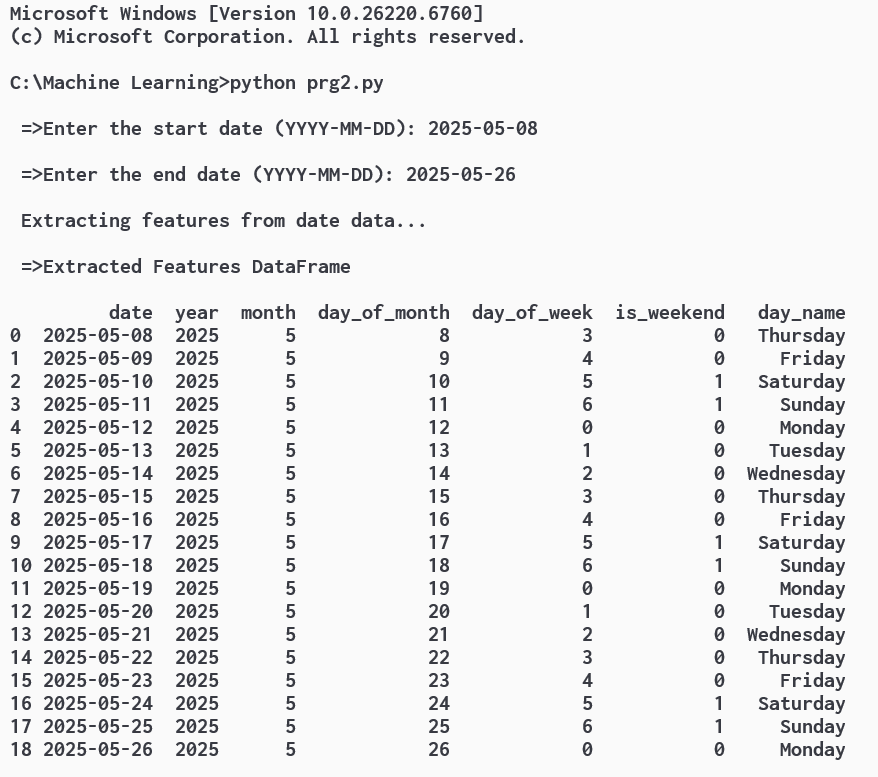 Microsoft Windows [Version 10.0.26220.6760]
(c) Microsoft Corporation. All rights reserved.

C:\Machine Learning>python prg2.py

 =>Enter the start date (YYYY-MM-DD): 2025-05-08

 =>Enter the end date (YYYY-MM-DD): 2025-05-26

 Extracting features from date data...

 =>Extracted Features DataFrame

         date  year  month  day_of_month  day_of_week  is_weekend   day_name
0  2025-05-08  2025      5             8            3           0   Thursday
1  2025-05-09  2025      5             9            4           0     Friday
2  2025-05-10  2025      5            10            5           1   Saturday
3  2025-05-11  2025      5            11            6           1     Sunday
4  2025-05-12  2025      5            12            0           0     Monday
5  2025-05-13  2025      5            13            1           0    Tuesday
6  2025-05-14  2025      5            14            2           0  Wednesday
7  2025-05-15  2025      5            15            3           0   Thursday
8  2025-05-16  2025      5            16            4           0     Friday
9  2025-05-17  2025      5            17            5           1   Saturday
10 2025-05-18  2025      5            18            6           1     Sunday
11 2025-05-19  2025      5            19            0           0     Monday
12 2025-05-20  2025      5            20            1           0    Tuesday
13 2025-05-21  2025      5            21            2           0  Wednesday
14 2025-05-22  2025      5            22            3           0   Thursday
15 2025-05-23  2025      5            23            4           0     Friday
16 2025-05-24  2025      5            24            5           1   Saturday
17 2025-05-25  2025      5            25            6           1     Sunday
18 2025-05-26  2025      5            26            0           0     Monday